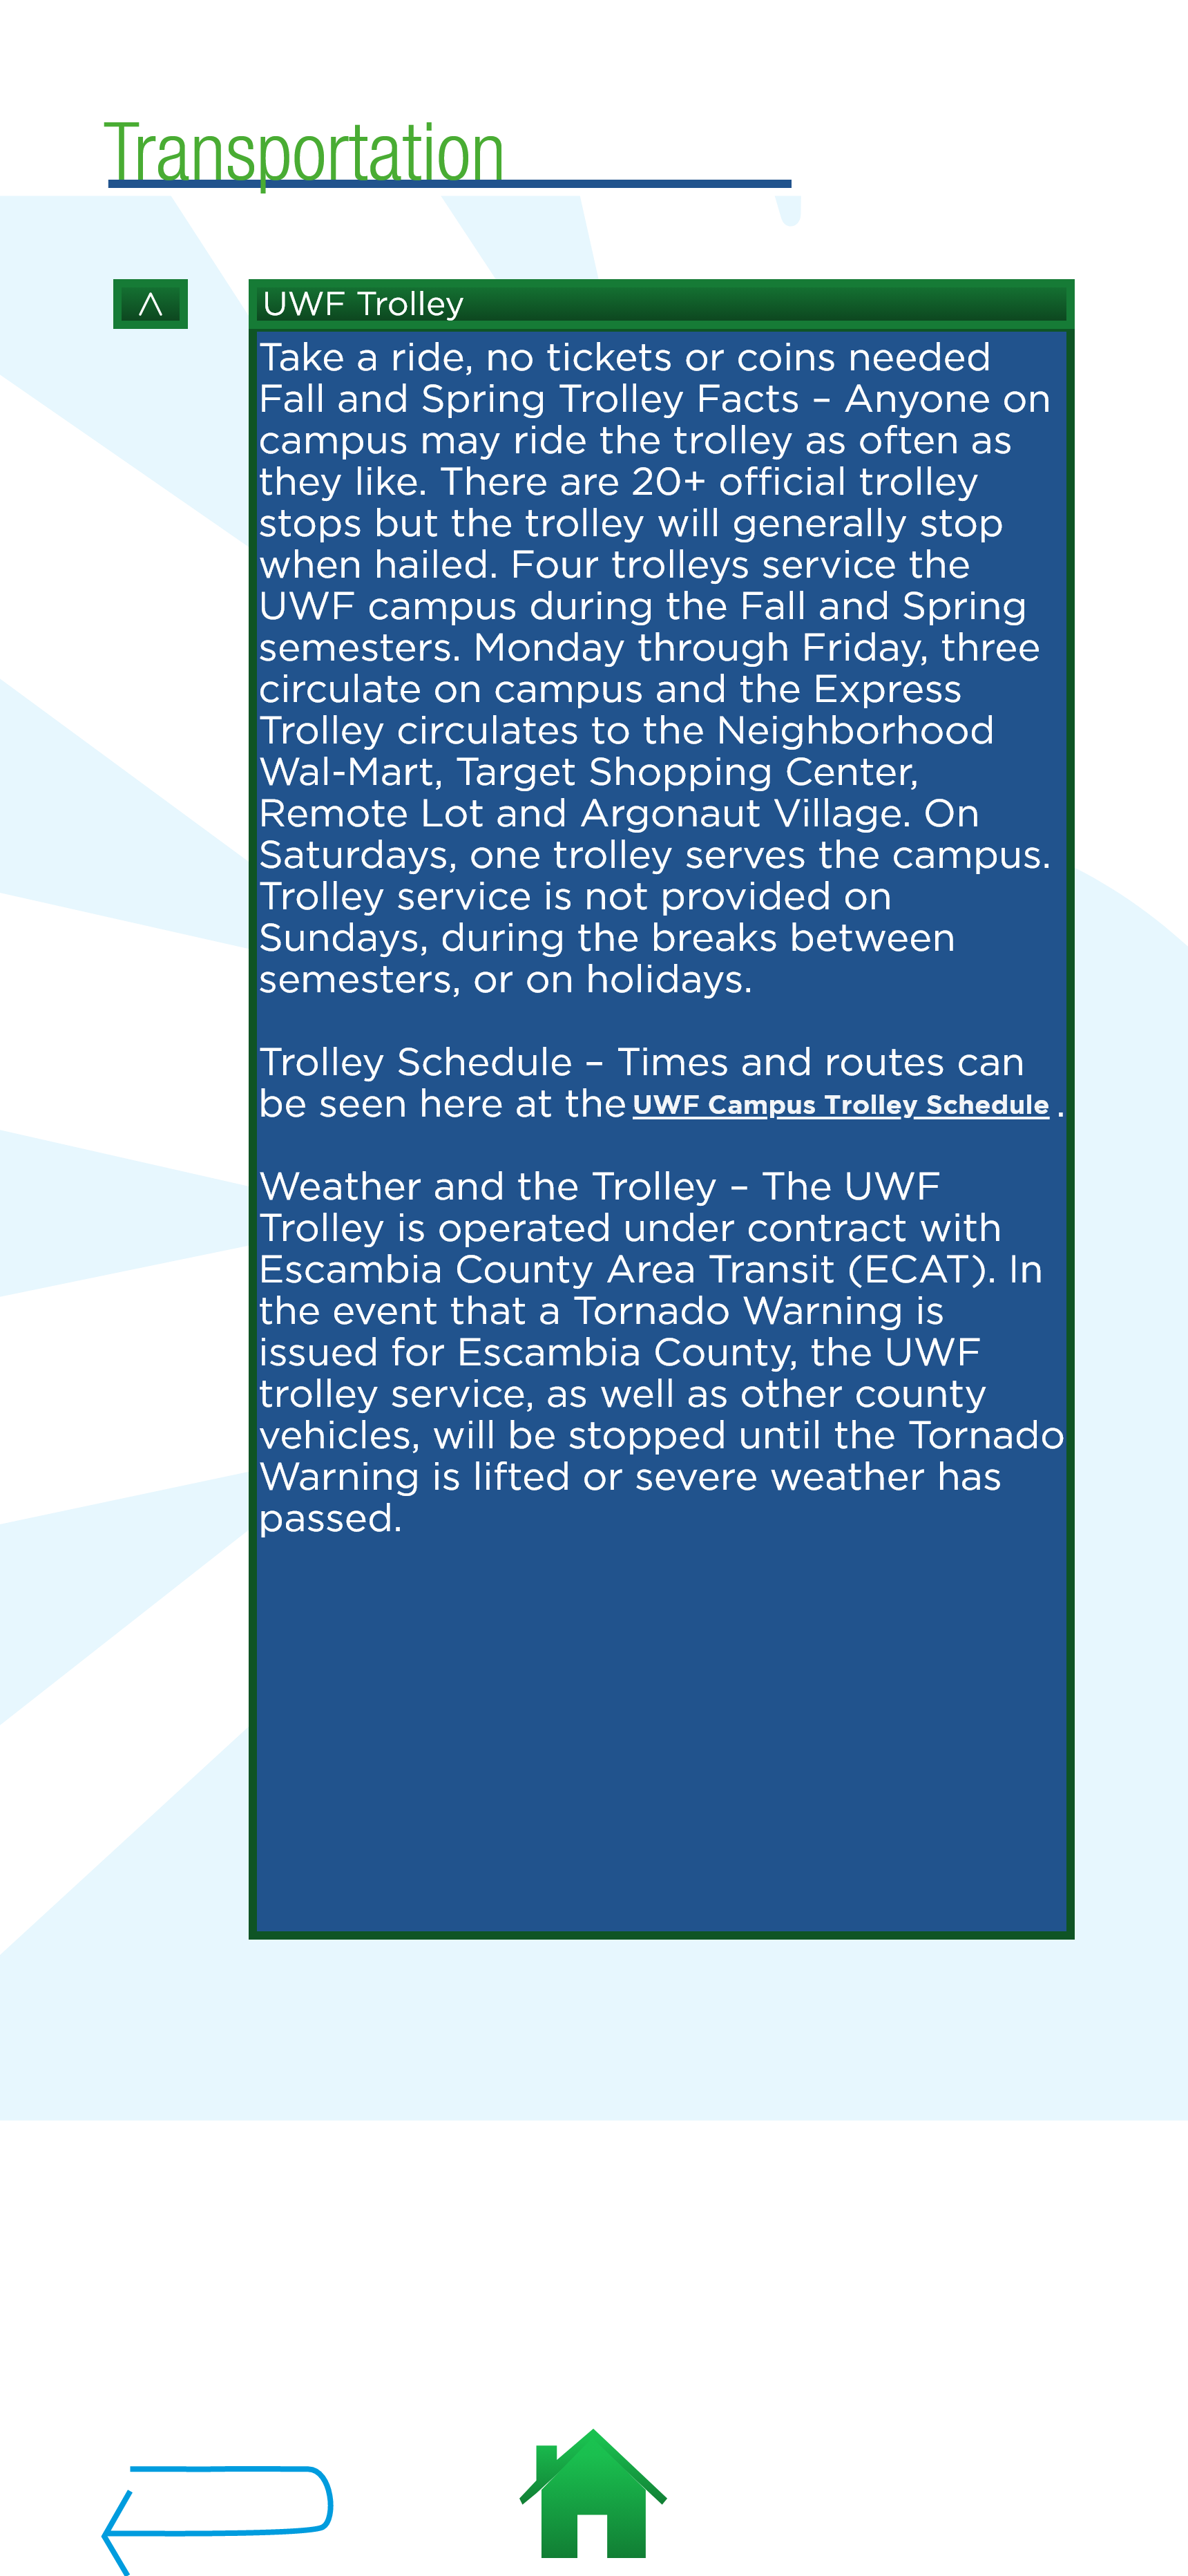 Transportation
UWF Trolley
Take a ride, no tickets or coins needed
Fall and Spring Trolley Facts – Anyone on
campus may ride the trolley as often as
they like. There are 20+ official trolley
stops but the trolley will generally stop
when hailed. Four trolleys service the
UWF campus during the Fall and Spring
semesters. Monday through Friday, three
circulate on campus and the Express
Trolley circulates to the Neighborhood
Wal-Mart, Target Shopping Center,
Remote Lot and Argonaut Village. On
Saturdays, one trolley serves the campus.
Trolley service is not provided on
Sundays, during the breaks between
semesters, or on holidays.
Trolley Schedule – Times and routes can
be seen here at the UWF Campus Trolley Schedule .
Weather and the Trolley – The UWF
Trolley is operated under contract with
Escambia County Area Transit (ECAT). In
the event that a Tornado Warning is
issued for Escambia County, the UWF
trolley service, as well as other county
vehicles, will be stopped until the Tornado
Warning is lifted or severe weather has
passed.